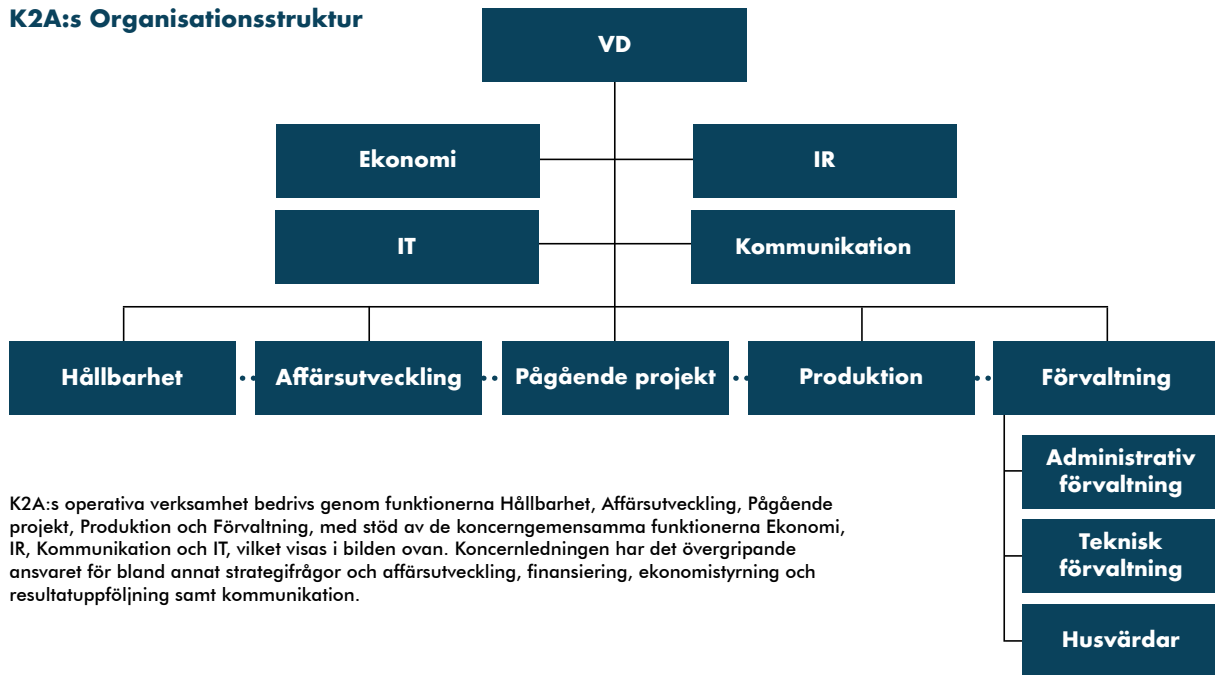 K2A:s Organisationsstruktur
VD
Ekonomi
IR
IT
Kommunikation
Hållbarhet
Affärsutveckling
Pågående projekt
Produktion
Förvaltning
Administrativ
förvaltning
Teknisk
förvaltning
Husvärdar
K2A:s operativa verksamhet bedrivs genom funktionerna Hållbarhet, Affärsutveckling, Pågående
projekt, Produktion och Förvaltning, med stöd av de koncerngemensamma funktionerna Ekonomi,
IR, Kommunikation och IT, vilket visas i bilden ovan. Koncernledningen har det övergripande
ansvaret för bland annat strategifrågor och affärsutveckling, finansiering, ekonomistyrning och
resultatuppföljning samt kommunikation.